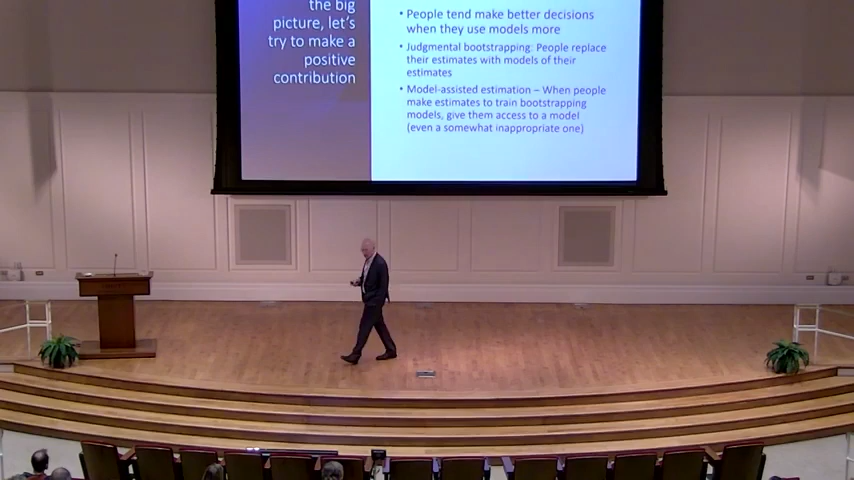 the big
picture, let's
try to make a
positive
contribution
• People tend make better decisions
when they use models more
• Judgmental bootstrapping: People replace
their estimates with models of their
estimates
• Model-assisted estimation – When people
make estimates to train bootstrapping
models, give them access to a model
(even a somewhat inappropriate one)